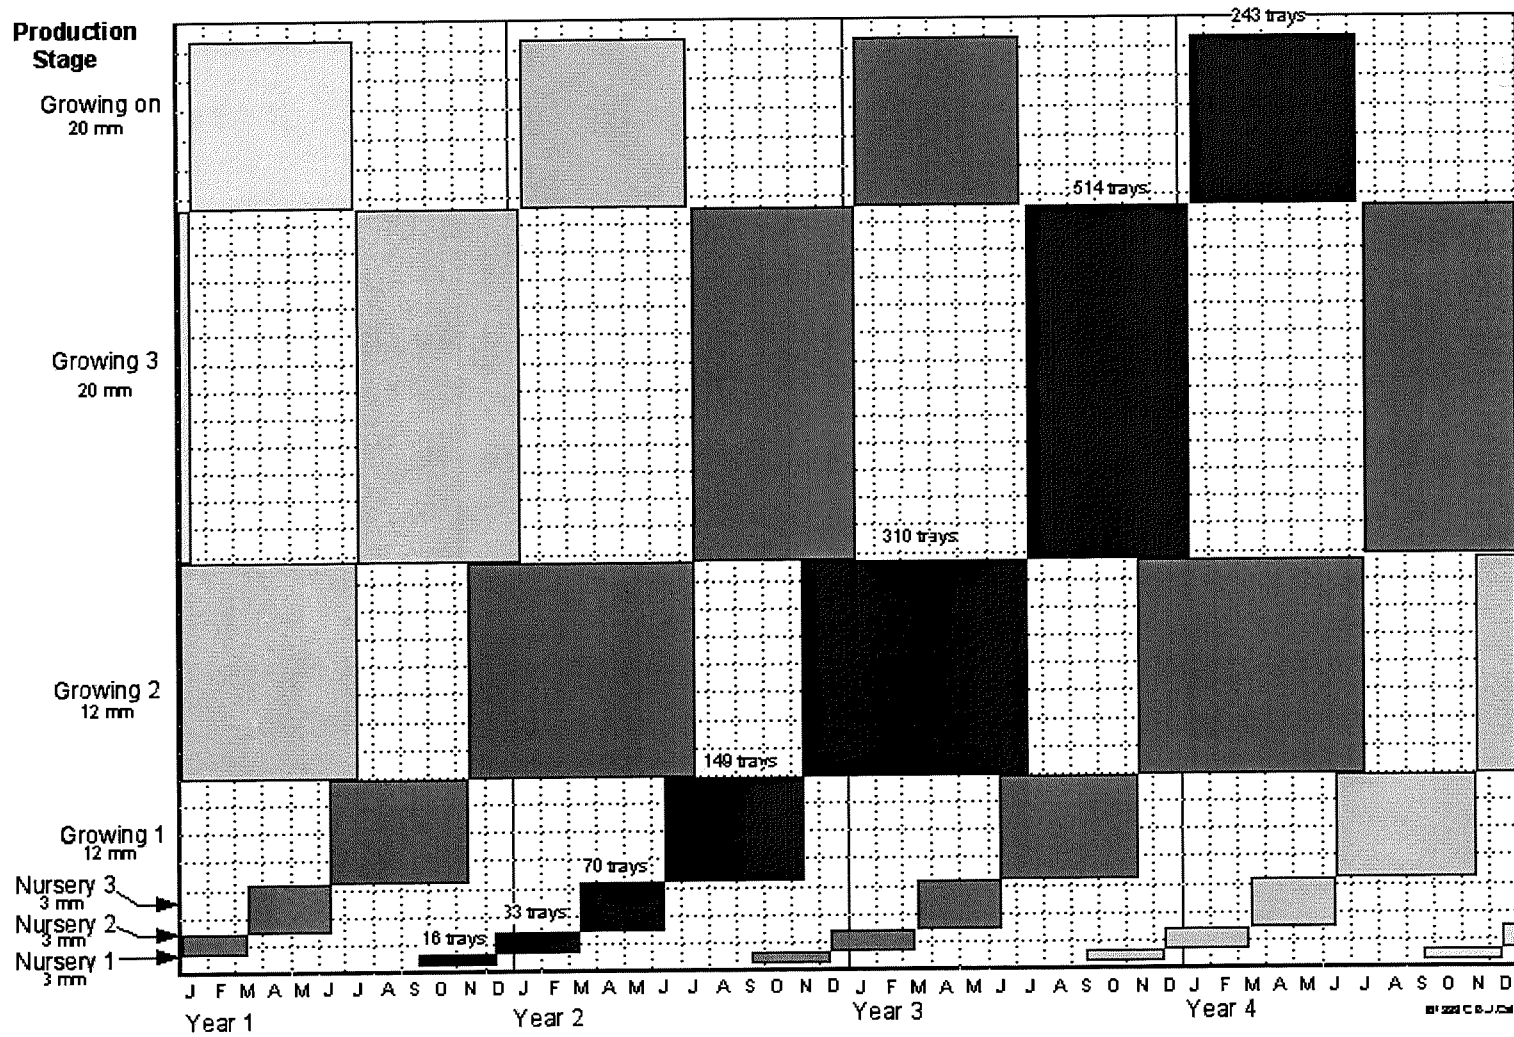 243 trays
Production
Stage
Growing on
20 mm
514 trays
Growing 3
20 mm
310 trays
Growing 2
12 mm
149 trays
Growing 1
12 mm
70 trays
Nursery 3
3 mm
33 trays
Nursery 2
3 mm
16 trays
Nursery 1
3 mm
J F M A M J J A S O N D J F M A M J J A S O N D J F M A M J J A S O N D J F M A M J J A S O N D
Year 1 Year 2 Year 3 Year 4